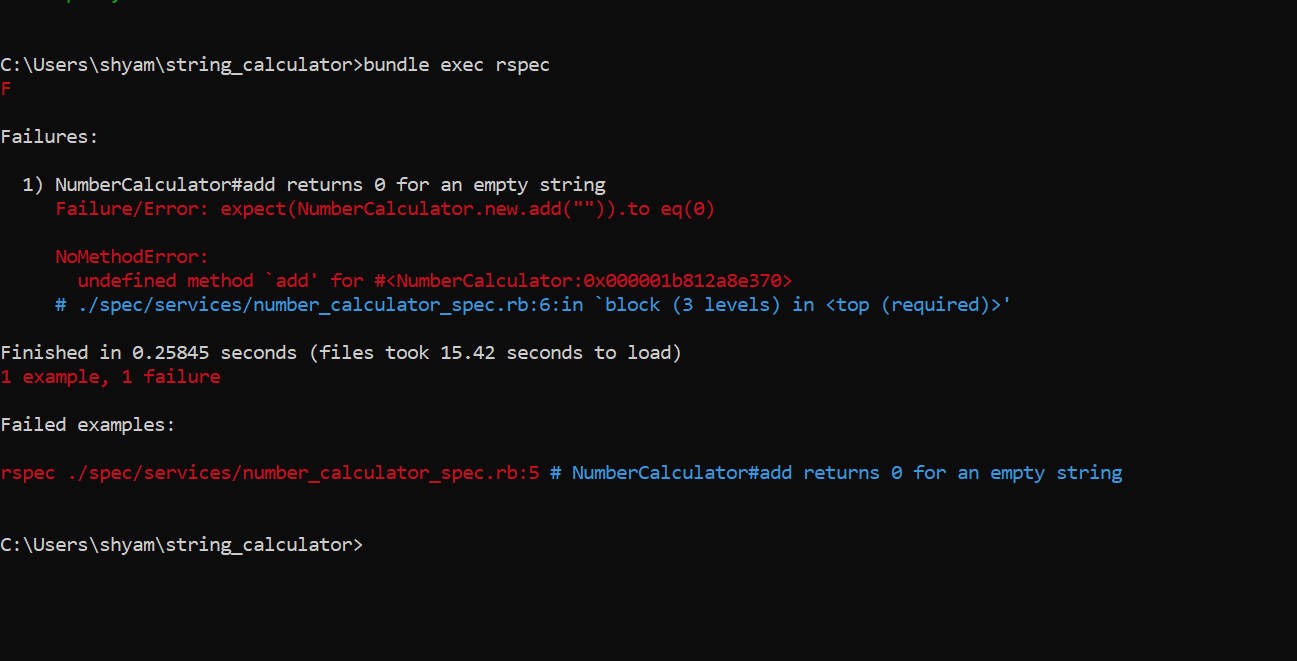 C:\Users\shyam\string_calculator>bundle exec rspec
F
Failures:
1) NumberCalculator#add returns 0 for an empty string
Failure/Error: expect(NumberCalculator.new.add("")).to eq(0)
NoMethodError:
undefined method `add' for #<NumberCalculator:0x000001b812a8e370>
# ./spec/services/number_calculator_spec.rb:6:in `block (3 levels) in <top (required)>'
Finished in 0.25845 seconds (files took 15.42 seconds to load)
1 example, 1 failure
Failed examples:
rspec ./spec/services/number_calculator_spec.rb:5 # NumberCalculator#add returns 0 for an empty string
C:\Users\shyam\string_calculator>